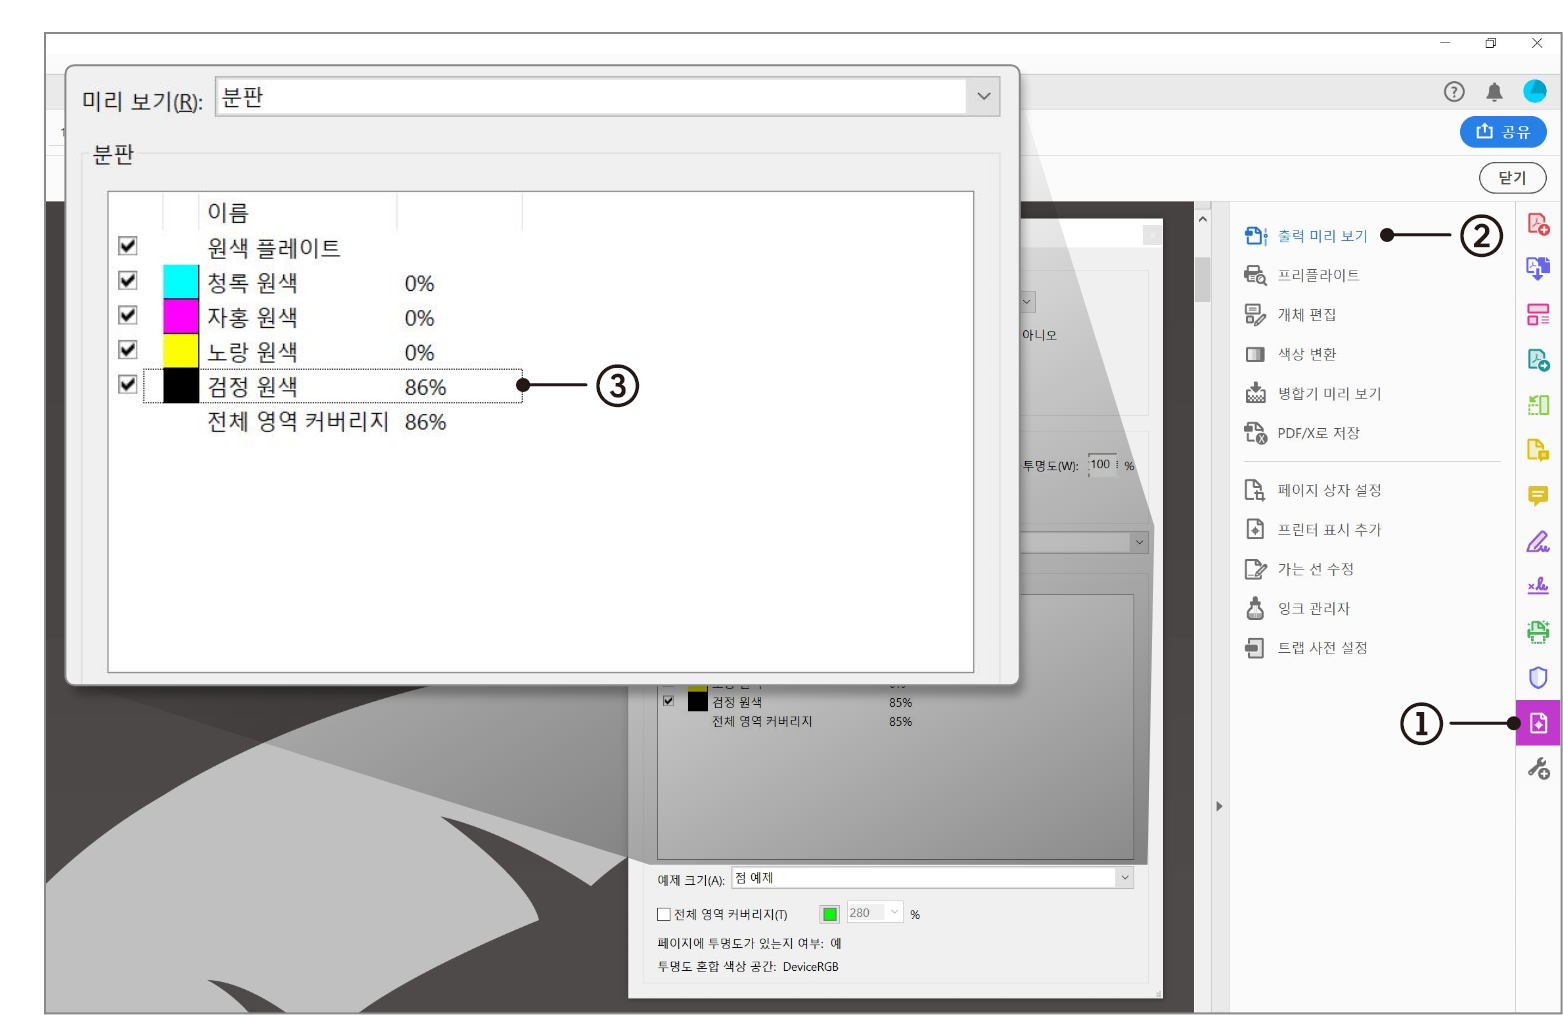 미리 보기(R): 분판
분판
이름
원색 플레이트
청록 원색 0%
자홍 원색 0%
노랑 원색 0%
검정 원색 86%
전체 영역 커버리지 86%
③
1
공유
닫기
출력 미리 보기
②
프리플라이트
개체 편집
색상 변환
병합기 미리 보기
PDF/X로 저장
페이지 상자 설정
프린터 표시 추가
가는 선 수정
잉크 관리자
트랩 사전 설정
①
아니오
투명도(W): 100 %
검정 원색 85%
전체 영역 커버리지 85%
예제 크기(A): 점 예제
전체 영역 커버리지(T) 280 %
페이지에 투명도가 있는지 여부: 예
투명도 혼합 색상 공간: DeviceRGB